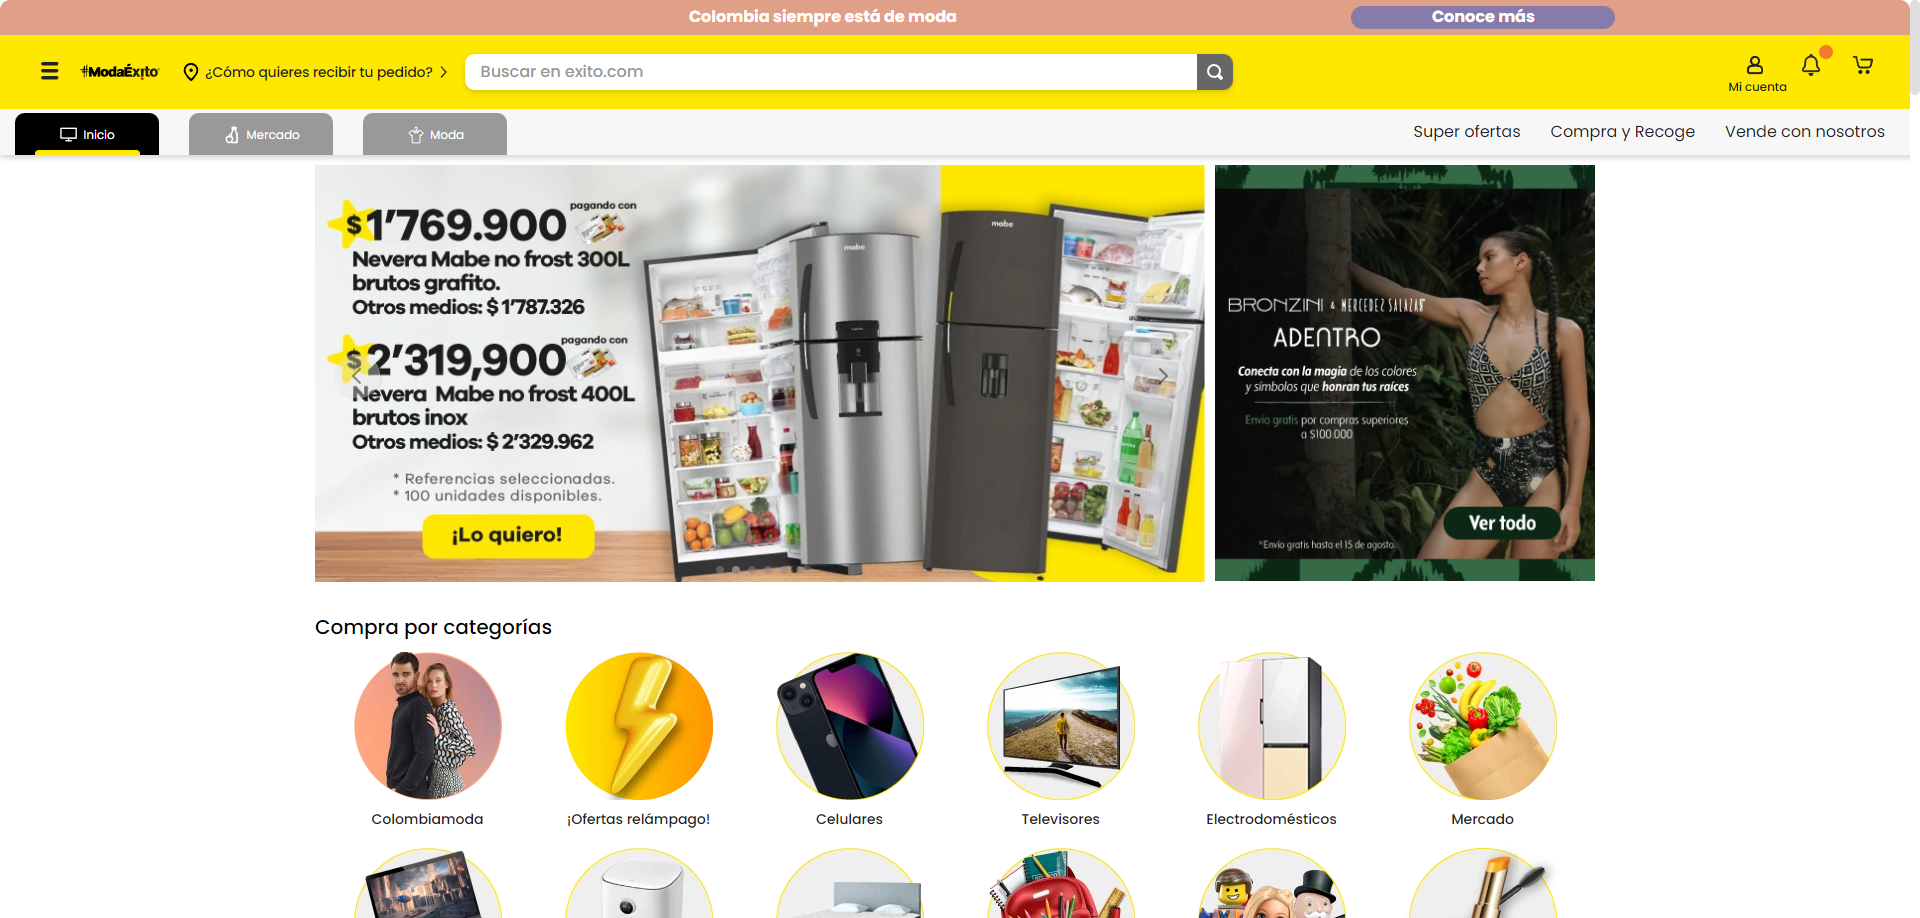 Colombia siempre está de moda
Conoce más
#ModaÉxito
¿Cómo quieres recibir tu pedido?
Buscar en exito.com
Mi cuenta
Inicio
Mercado
Moda
Super ofertas
Compra y Recoge
Vende con nosotros
pagando con
$1'769.900
Nevera Mabe no frost 300L
brutos grafito.
Otros medios: $ 1'787.326
pagando con
$2'319,900
Nevera Mabe no frost 400L
brutos inox
Otros medios: $ 2'329.962
* Referencias seleccionadas.
* 100 unidades disponibles.
¡Lo quiero!
mabe
mabe
BRONZINI & MERCEDEZ SALAZAR
ADENTRO
Conecta con la magia de los colores
y símbolos que honran tus raíces
Envío gratis por compras superiores
a $100.000
Ver todo
*Envío gratis hasta el 15 de agosto.
Compra por categorías
Colombiamoda
¡Ofertas relámpago!
Celulares
Televisores
Electrodomésticos
Mercado